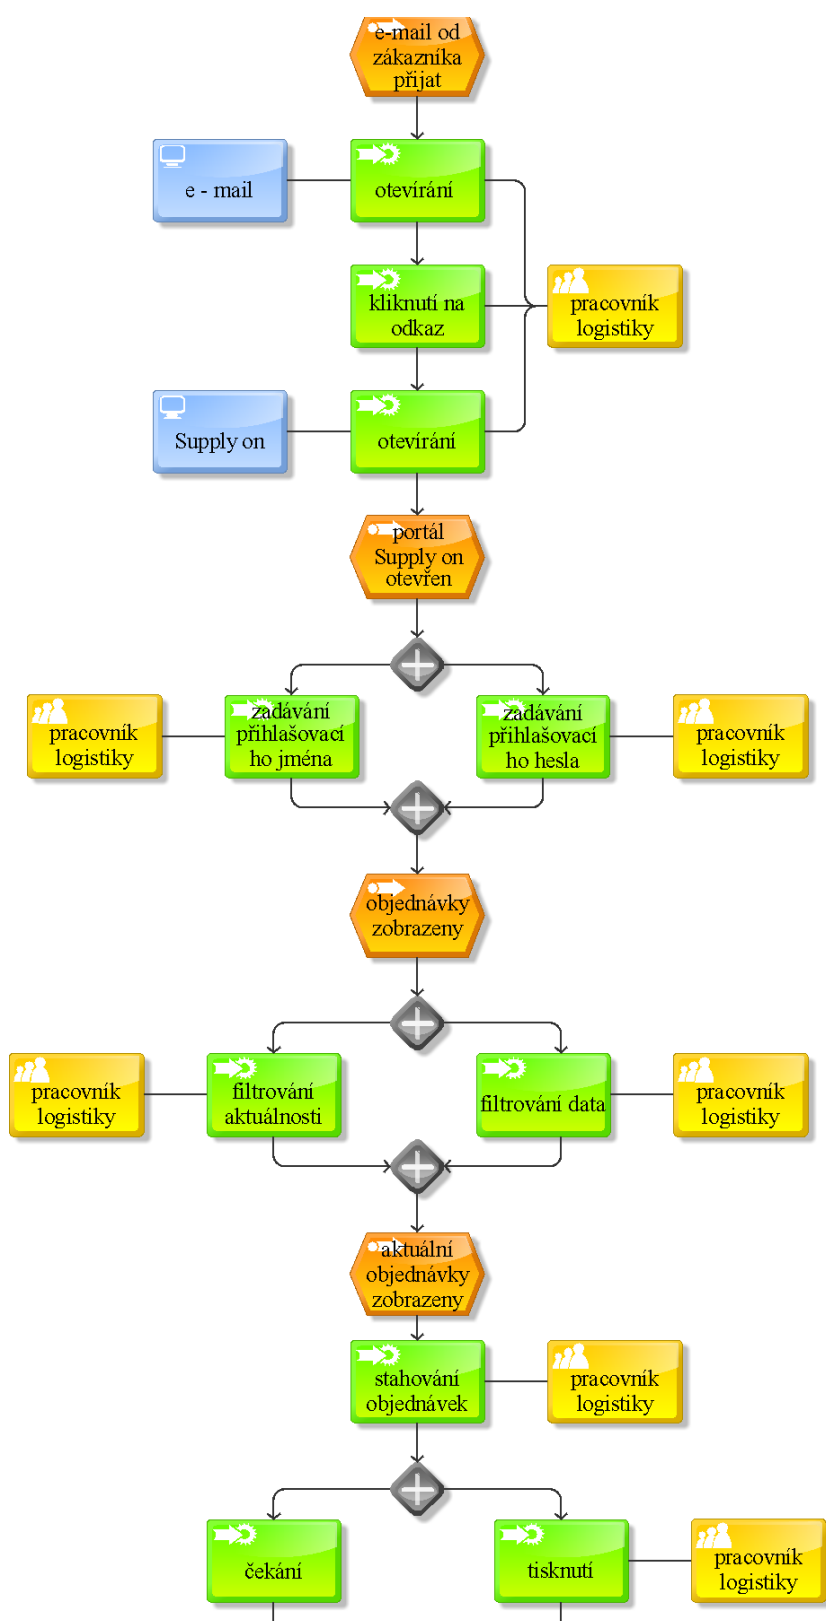 e-mail od
zákazníka
přijat
e - mail
otevírání
kliknutí na
odkaz
pracovník
logistiky
Supply on
otevírání
portál
Supply on
otevřen
pracovník
logistiky
zadávání
přihlašovací
ho jména
zadávání
přihlašovací
ho hesla
pracovník
logistiky
objednávky
zobrazeny
pracovník
logistiky
filtrování
aktuálnosti
filtrování data
pracovník
logistiky
aktuální
objednávky
zobrazeny
stahování
objednávek
pracovník
logistiky
čekání
tisknutí
pracovník
logistiky